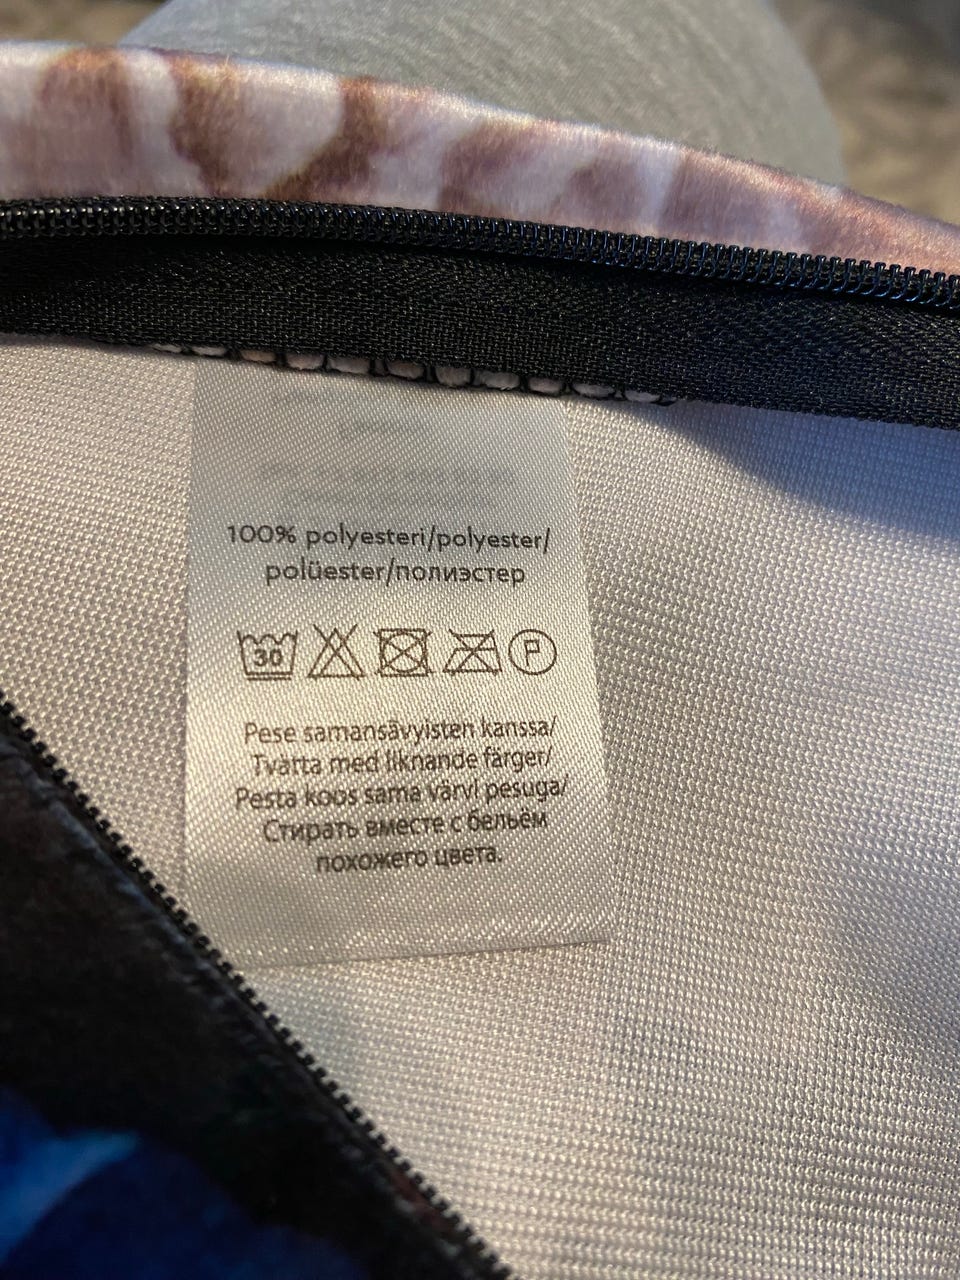 100% polyesteri/polyester/
polüester/полиэстер
30
P
Pese samansävyisten kanssa/
Tvätta med liknande färger/
Pesta koos sama värvi pesuga/
Стирать вместе с бельём
похожего цвета.